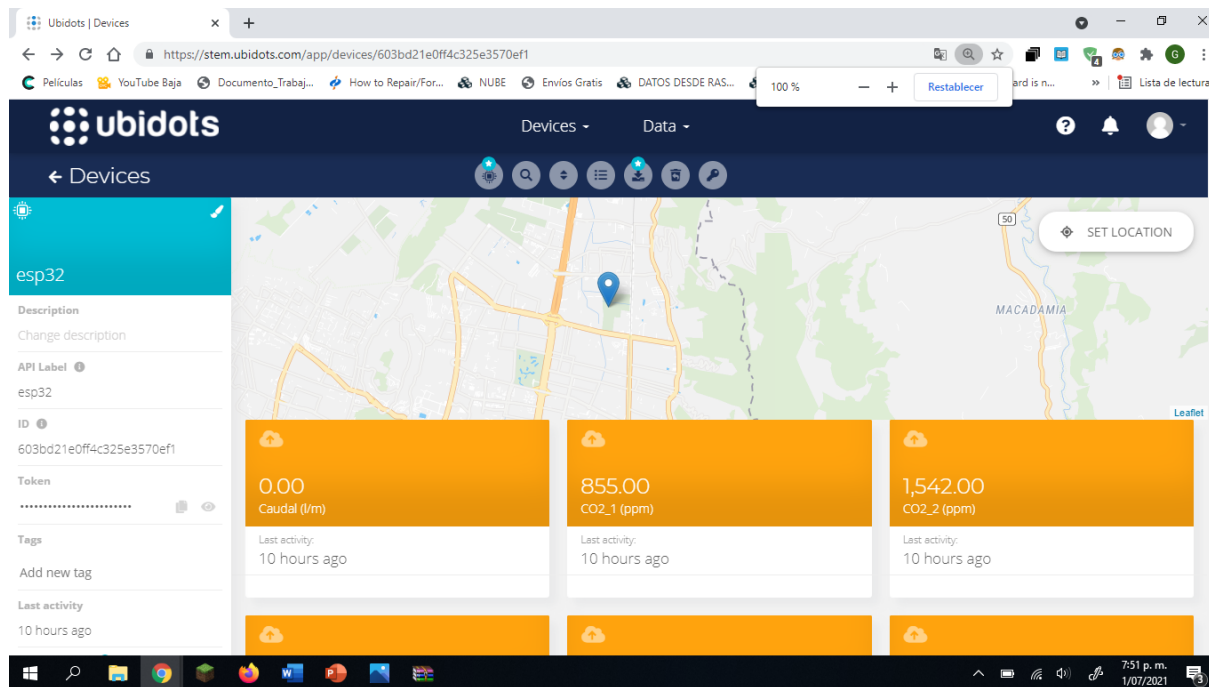 Ubidots | Devices
https://stem.ubidots.com/app/devices/603bd21e0ff4c325e3570ef1
G
Películas YouTube Baja Documento_Trabaj... How to Repair/For... NUBE Envíos Gratis DATOS DESDE RAS... ard is n... » Lista de lectura
100 % − + Restablecer
ubidots Devices Data
Devices
50
SET LOCATION
esp32
MACADAMIA
Description
Change description
API Label
esp32
Leaflet
ID
603bd21e0ff4c325e3570ef1
Token
························
0.00
Caudal (l/m)
855.00
CO2_1 (ppm)
1,542.00
CO2_2 (ppm)
Tags
Add new tag
Last activity:
10 hours ago
Last activity:
10 hours ago
Last activity:
10 hours ago
Last activity
10 hours ago
7:51 p. m.
1/07/2021
3